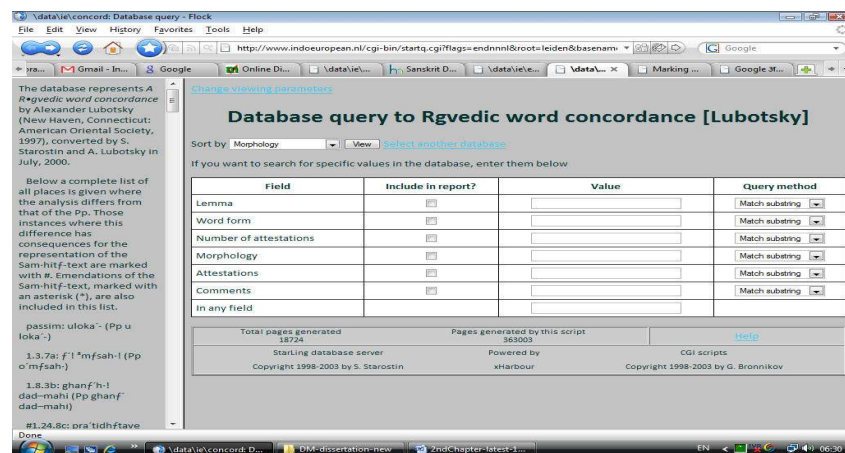 \data\ie\concord: Database query - Flock
File Edit View History Favorites Tools Help
http://www.indoeuropean.nl/cgi-bin/startq.cgi?flags=endnnnl&root=leiden&basenam
Google
Gmail - In... Google Online Di... \data\ie\... Sanskrit D... \data\ie\e... \data\... Marking ...
The database represents A
R•gvedic word concordance
by Alexander Lubotsky
(New Haven, Connecticut:
American Oriental Society,
1997), converted by S.
Starostin and A. Lubotsky in
July, 2000.
Below a complete list of
all places is given where
the analysis differs from
that of the Pp. Those
instances where this
difference has
consequences for the
representation of the
Sam·hitƒ-text are marked
with #. Emendations of the
Sam·hitƒ-text, marked with
an asterisk (*), are also
included in this list.
passim: uloka´- (Pp u
loka´-)
1.3.7a:
1.8.3b:
#1.24.8c: pra´tidhƒtave
Change viewing parameters
Database query to Rgvedic word concordance [Lubotsky]
Sort by Morphology View Select another database
If you want to search for specific values in the database, enter them below
Field Include in report? Value Query method
Lemma Match substring
Word form Match substring
Number of attestations Match substring
Morphology Match substring
Attestations Match substring
Comments Match substring
In any field
Total pages generated Pages generated by this script Help
18724 363003
StarLing database server Powered by CGI scripts
Copyright 1998-2003 by S. Starostin xHarbour Copyright 1998-2003 by G. Bronnikov
Done
\data\ie\concord: D... DM-dissertation-new 2ndChapter-latest-1... EN 06:30